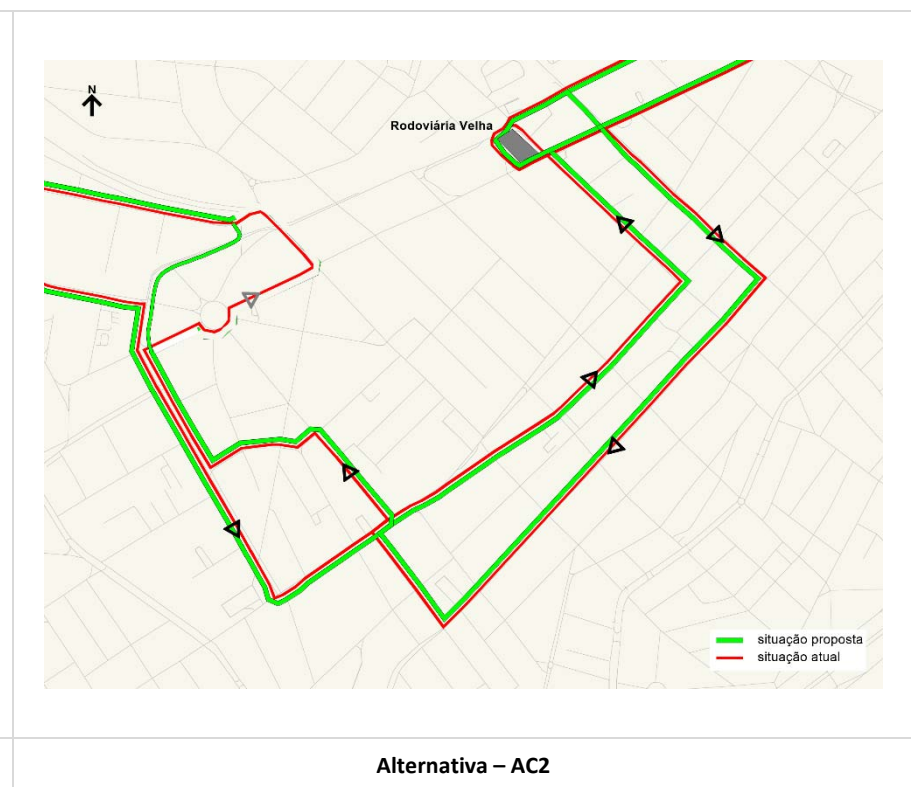 N
Rodoviária Velha
situação proposta
situação atual
Alternativa – AC2